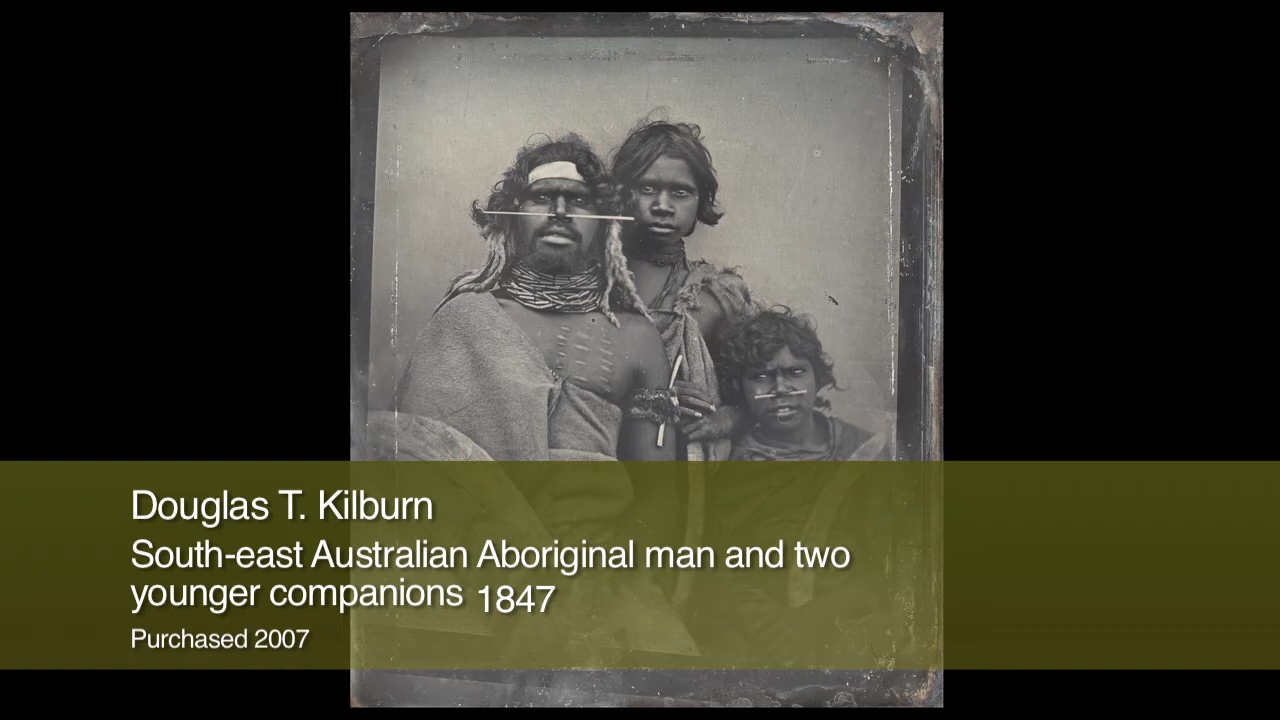 Douglas T. Kilburn
South-east Australian Aboriginal man and two
younger companions 1847
Purchased 2007